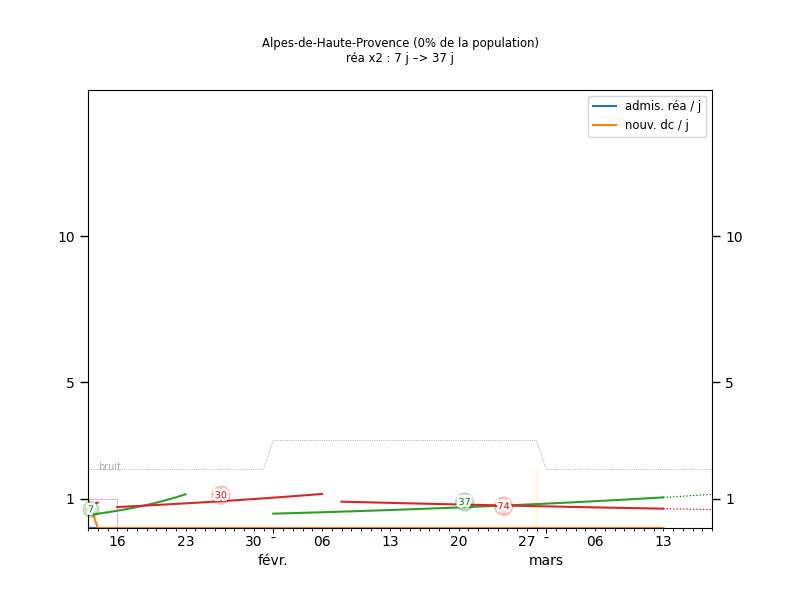 Alpes-de-Haute-Provence (0% de la population)
réa x2 : 7 j –> 37 j
admis. réa / j
nouv. dc / j
10
10
5
5
bruit
1
1
7
30
37
74
16
23
30
06
13
20
27
06
13
févr.
mars